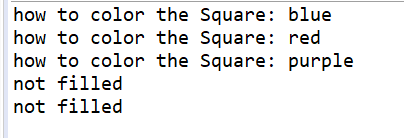 how to color the Square: blue
how to color the Square: red
how to color the Square: purple
not filled
not filled